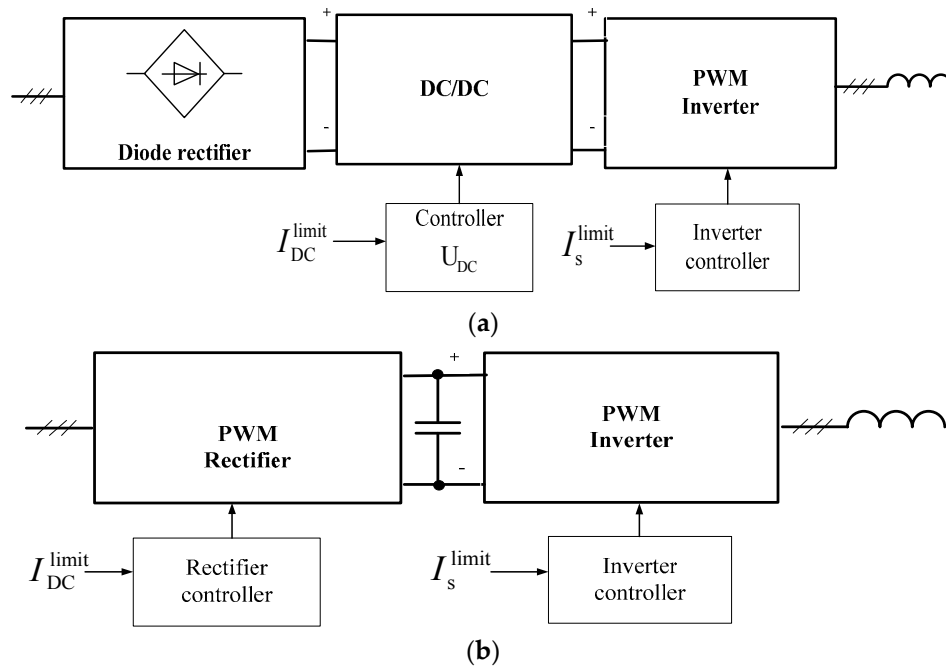 + +
DC/DC
PWM
Inverter
Diode rectifier
- -
Controller
U_DC
I_DC^limit
I_s^limit
Inverter
controller
(a)
+
PWM
Rectifier
PWM
Inverter
-
I_DC^limit
Rectifier
controller
I_s^limit
Inverter
controller
(b)